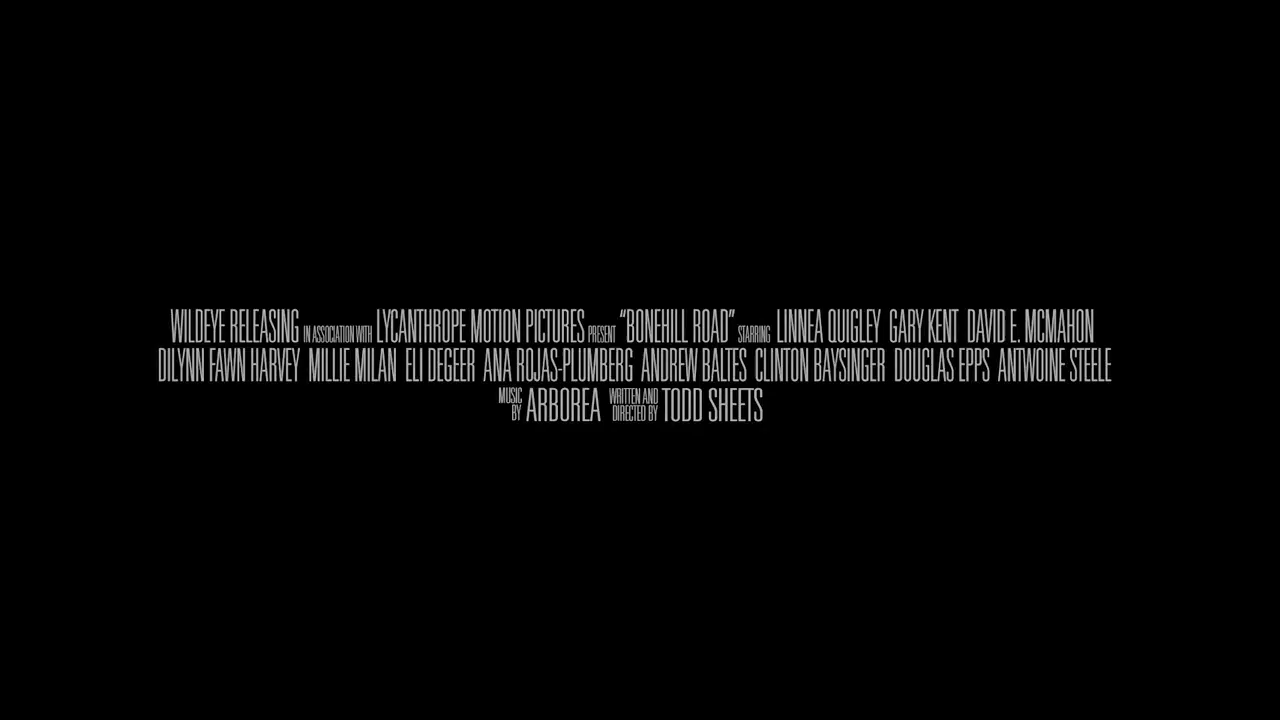 WILDEYE RELEASING IN ASSOCIATION WITH LYCANTHROPE MOTION PICTURES PRESENT “BONEHILL ROAD” STARRING LINNEA QUIGLEY GARY KENT DAVID E. MCMAHON
DILYNN FAWN HARVEY MILLIE MILAN ELI DEGEER ANA ROJAS-PLUMBERG ANDREW BALTES CLINTON BAYSINGER DOUGLAS EPPS ANTWOINE STEELE
MUSIC BY ARBOREA WRITTEN AND DIRECTED BY TODD SHEETS